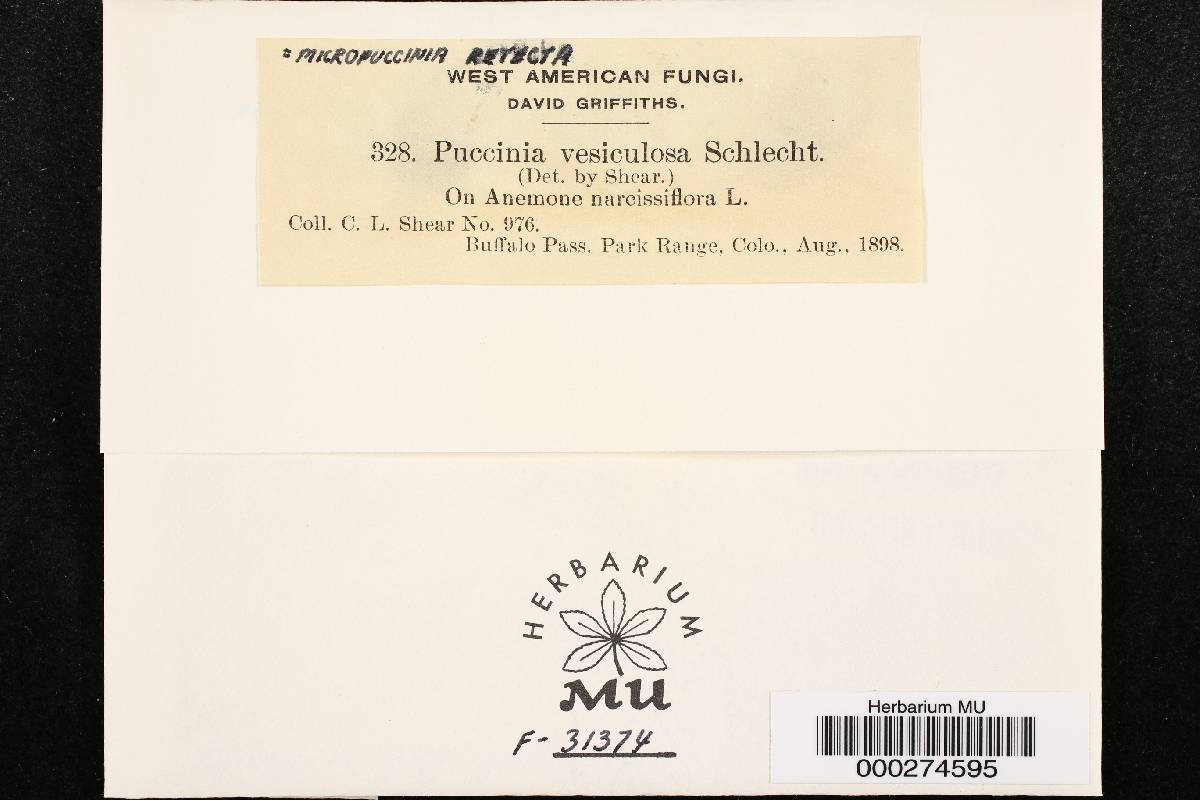 = MICROPUCCINIA RETECTA
WEST AMERICAN FUNGI.
DAVID GRIFFITHS.
328. Puccinia vesiculosa Schlecht.
(Det. by Shear.)
On Anemone narcissiflora L.
Coll. C. L. Shear No. 976.
Buffalo Pass, Park Range, Colo., Aug., 1898.
HERBARIUM
MU
F- 31374
Herbarium MU
000274595